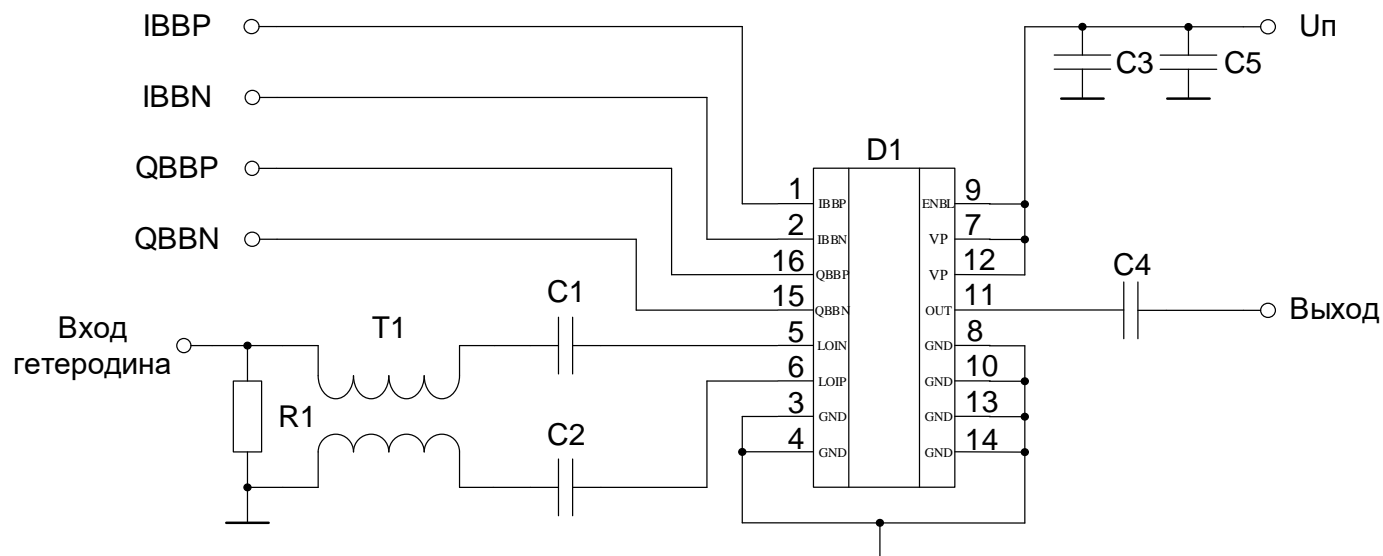 IBBP
Uп
C3
C5
IBBN
D1
QBBP
1
IBBP
ENBL
9
QBBN
2
IBBN
VP
7
16
QBBP
VP
12
C4
C1
15
QBBN
OUT
11
Выход
Вход
гетеродина
T1
5
LOIN
GND
8
6
LOIP
GND
10
R1
C2
3
GND
GND
13
4
GND
GND
14